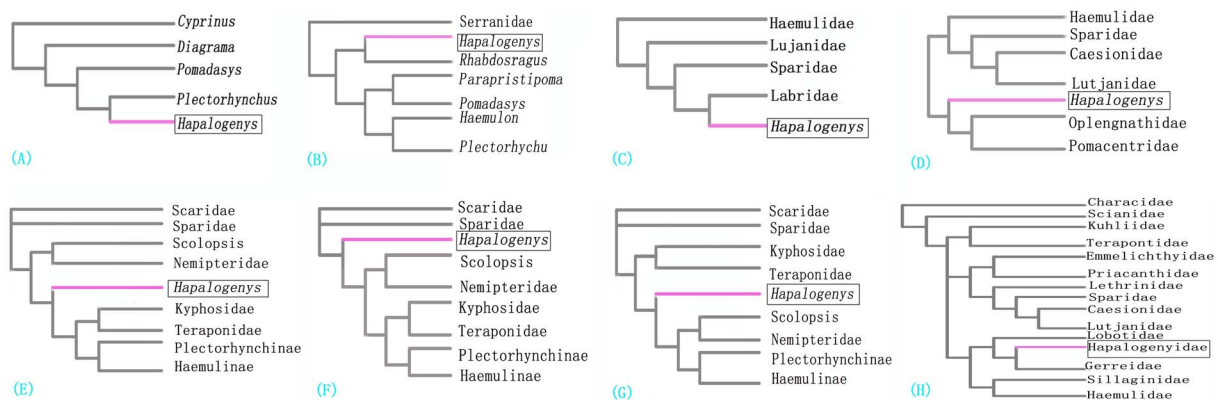 Cyprinus
Diagrama
Pomadasys
Plectorhynchus
Hapalogenys
(A)
Serranidae
Hapalogenys
Rhabdosragus
Parapristipoma
Pomadasys
Haemulon
Plectorhychu
(B)
Haemulidae
Lujanidae
Sparidae
Labridae
Hapalogenys
(C)
Haemulidae
Sparidae
Caesionidae
Lutjanidae
Hapalogenys
Oplengnathidae
Pomacentridae
(D)
Scaridae
Sparidae
Scolopsis
Nemipteridae
Hapalogenys
Kyphosidae
Teraponidae
Plectorhynchinae
Haemulinae
(E)
Scaridae
Sparidae
Hapalogenys
Scolopsis
Nemipteridae
Kyphosidae
Teraponidae
Plectorhynchinae
Haemulinae
(F)
Scaridae
Sparidae
Kyphosidae
Teraponidae
Hapalogenys
Scolopsis
Nemipteridae
Plectorhynchinae
Haemulinae
(G)
Characidae
Scianidae
Kuhliidae
Terapontidae
Emmelichthyidae
Priacanthidae
Lethrinidae
Sparidae
Caesionidae
Lutjanidae
Lobotidae
Hapalogenyidae
Gerreidae
Sillaginidae
Haemulidae
(H)